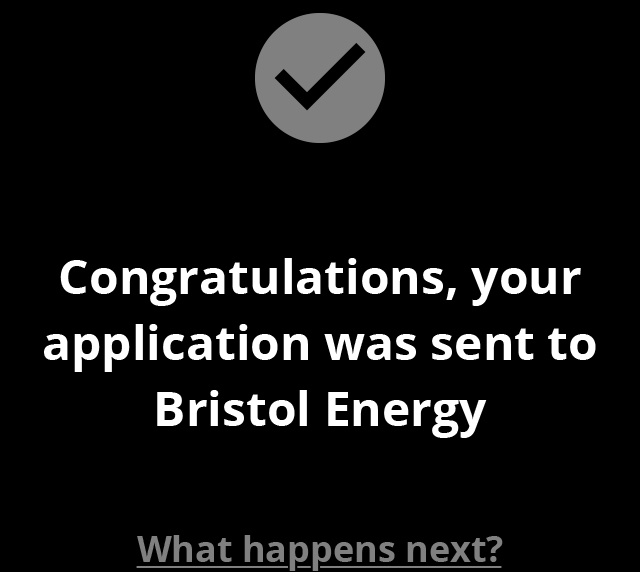 Congratulations, your
application was sent to
Bristol Energy
What happens next?